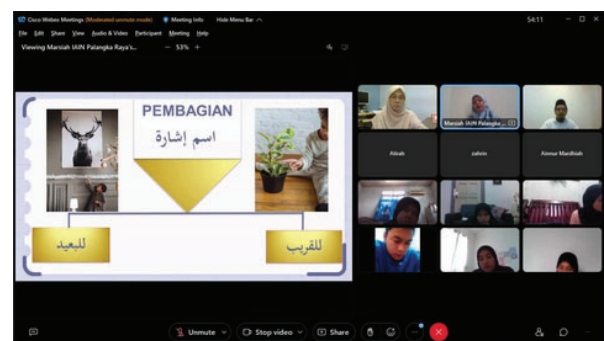 Cisco Webex Meetings (Moderated unmute mode) Meeting Info Hide Menu Bar 54:11
File Edit Share View Audio & Video Participant Meeting Help
Viewing Marsiah IAIN Palangka Raya's... 53%
PEMBAGIAN
اسم إشارة
للبعيد
للقريب
Marsiah IAIN Palangka ...
Atirah
zahrin
Ainnur Mardhiah
Unmute Stop video Share